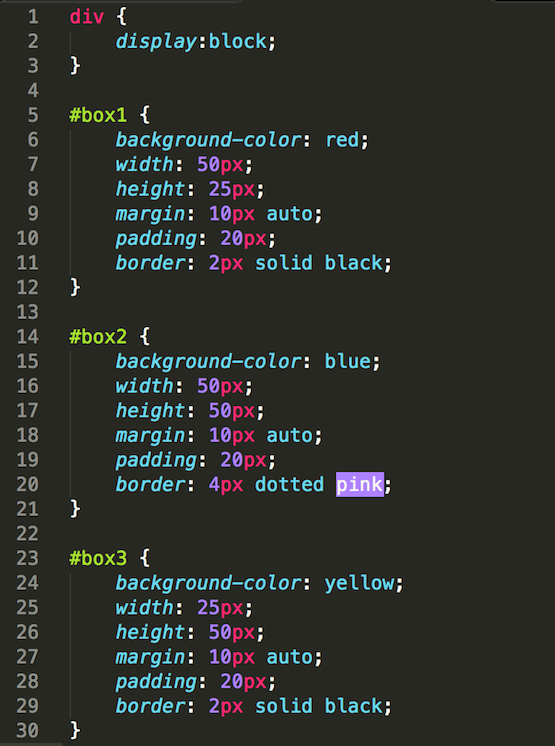 1 div {
2     display:block;
3 }
4
5 #box1 {
6     background-color: red;
7     width: 50px;
8     height: 25px;
9     margin: 10px auto;
10     padding: 20px;
11     border: 2px solid black;
12 }
13
14 #box2 {
15     background-color: blue;
16     width: 50px;
17     height: 50px;
18     margin: 10px auto;
19     padding: 20px;
20     border: 4px dotted pink;
21 }
22
23 #box3 {
24     background-color: yellow;
25     width: 25px;
26     height: 50px;
27     margin: 10px auto;
28     padding: 20px;
29     border: 2px solid black;
30 }